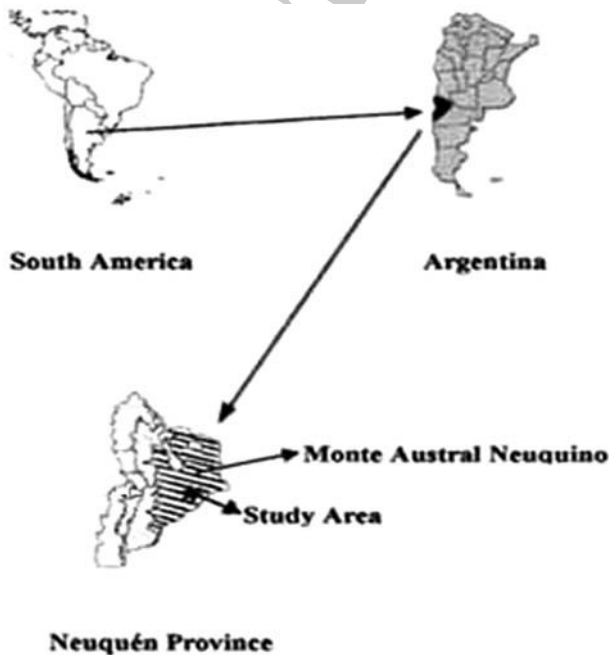 South America
Argentina
Monte Austral Neuquino
Study Area
Neuquén Province